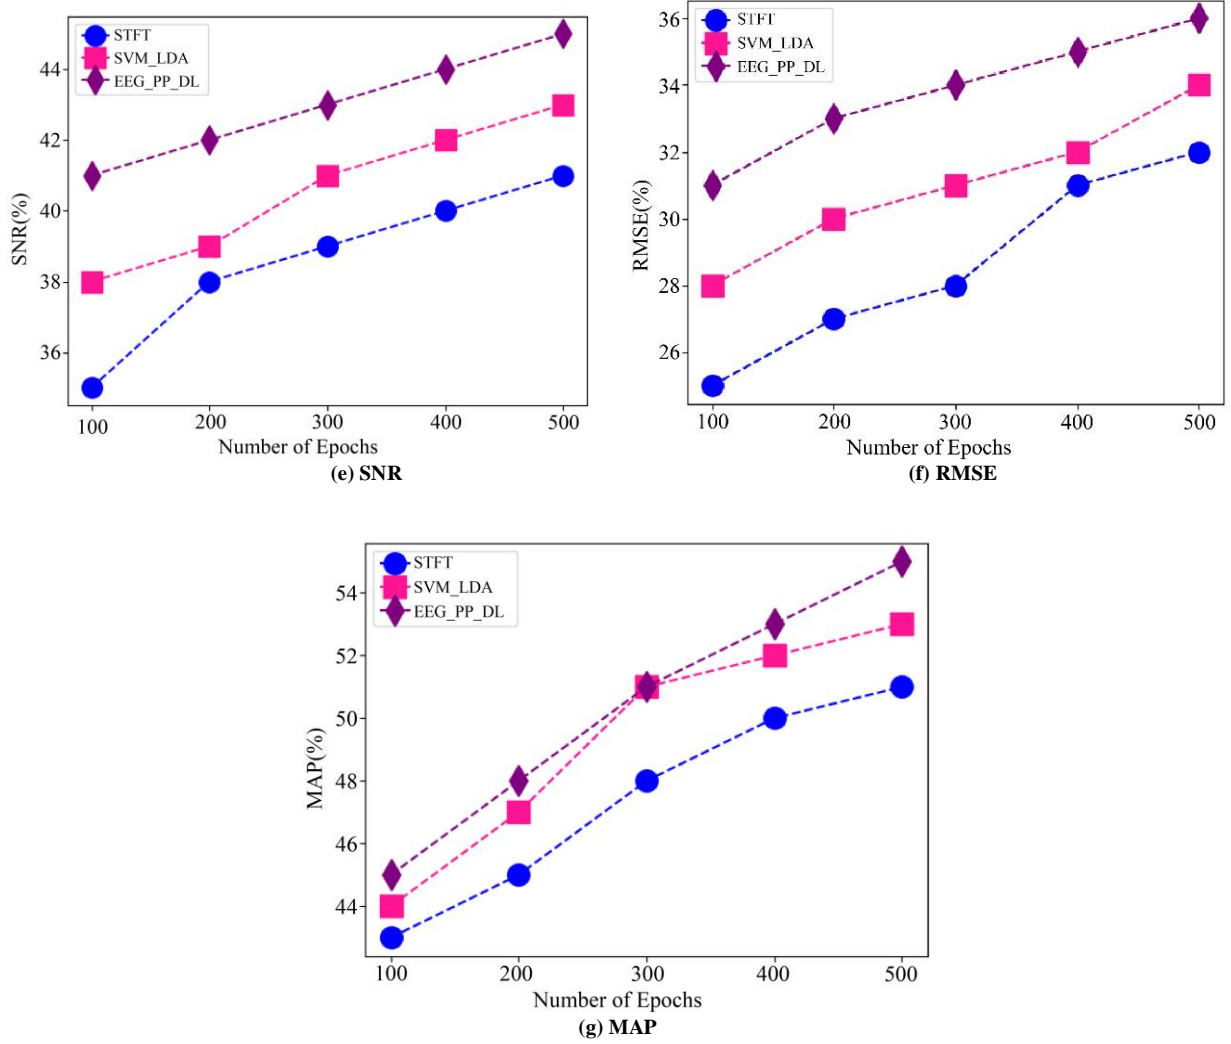 STFT
SVM_LDA
EEG_PP_DL
44
42
40
38
36
SNR(%)
100 200 300 400 500
Number of Epochs
(e) SNR
STFT
SVM_LDA
EEG_PP_DL
36
34
32
30
28
26
RMSE(%)
100 200 300 400 500
Number of Epochs
(f) RMSE
STFT
SVM_LDA
EEG_PP_DL
54
52
50
48
46
44
MAP(%)
100 200 300 400 500
Number of Epochs
(g) MAP